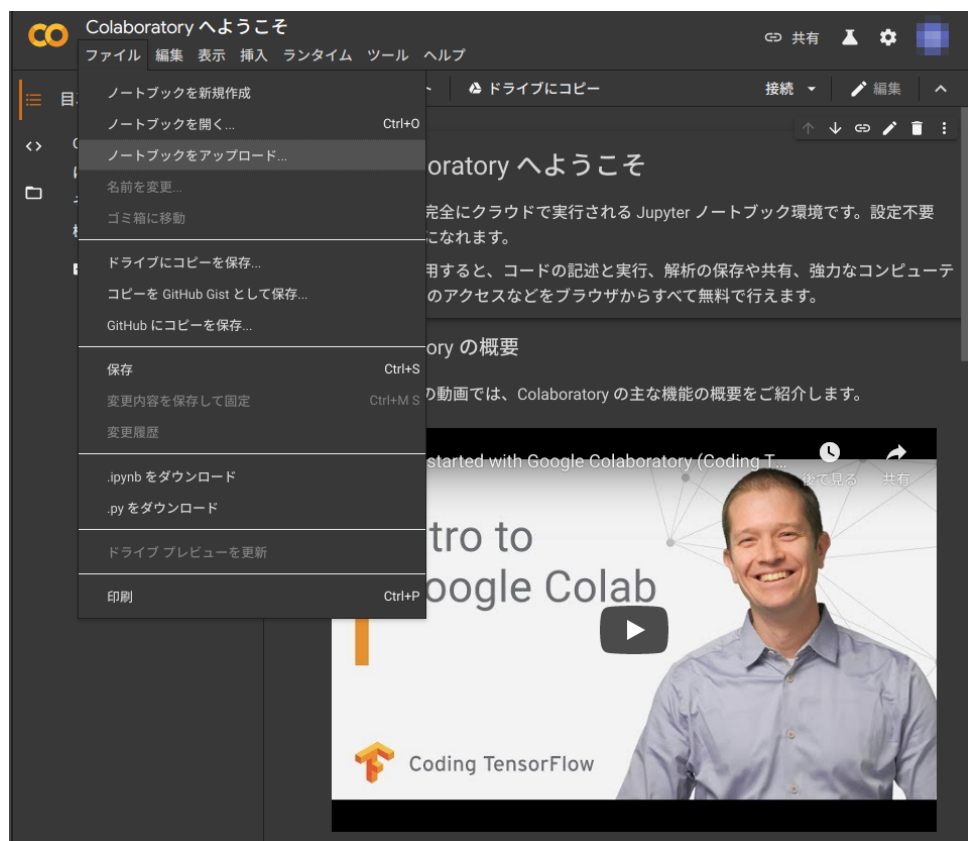 Colaboratory へようこそ
ファイル 編集 表示 挿入 ランタイム ツール ヘルプ
共有
目
ドライブにコピー
接続
編集
ノートブックを新規作成
ノートブックを開く... Ctrl+O
ノートブックをアップロード...
名前を変更...
ゴミ箱に移動
ドライブにコピーを保存...
コピーを GitHub Gist として保存...
GitHub にコピーを保存...
保存 Ctrl+S
変更内容を保存して固定 Ctrl+M S
変更履歴
.ipynb をダウンロード
.py をダウンロード
ドライブ プレビューを更新
印刷 Ctrl+P
oratory へようこそ
完全にクラウドで実行される Jupyter ノートブック環境です。設定不要
になれます。
用すると、コードの記述と実行、解析の保存や共有、強力なコンピューテ
のアクセスなどをブラウザからすべて無料で行えます。
ory の概要
の動画では、Colaboratory の主な機能の概要をご紹介します。
started with Google Colaboratory (Coding T...
後で見る 共有
tro to
oogle Colab
Coding TensorFlow